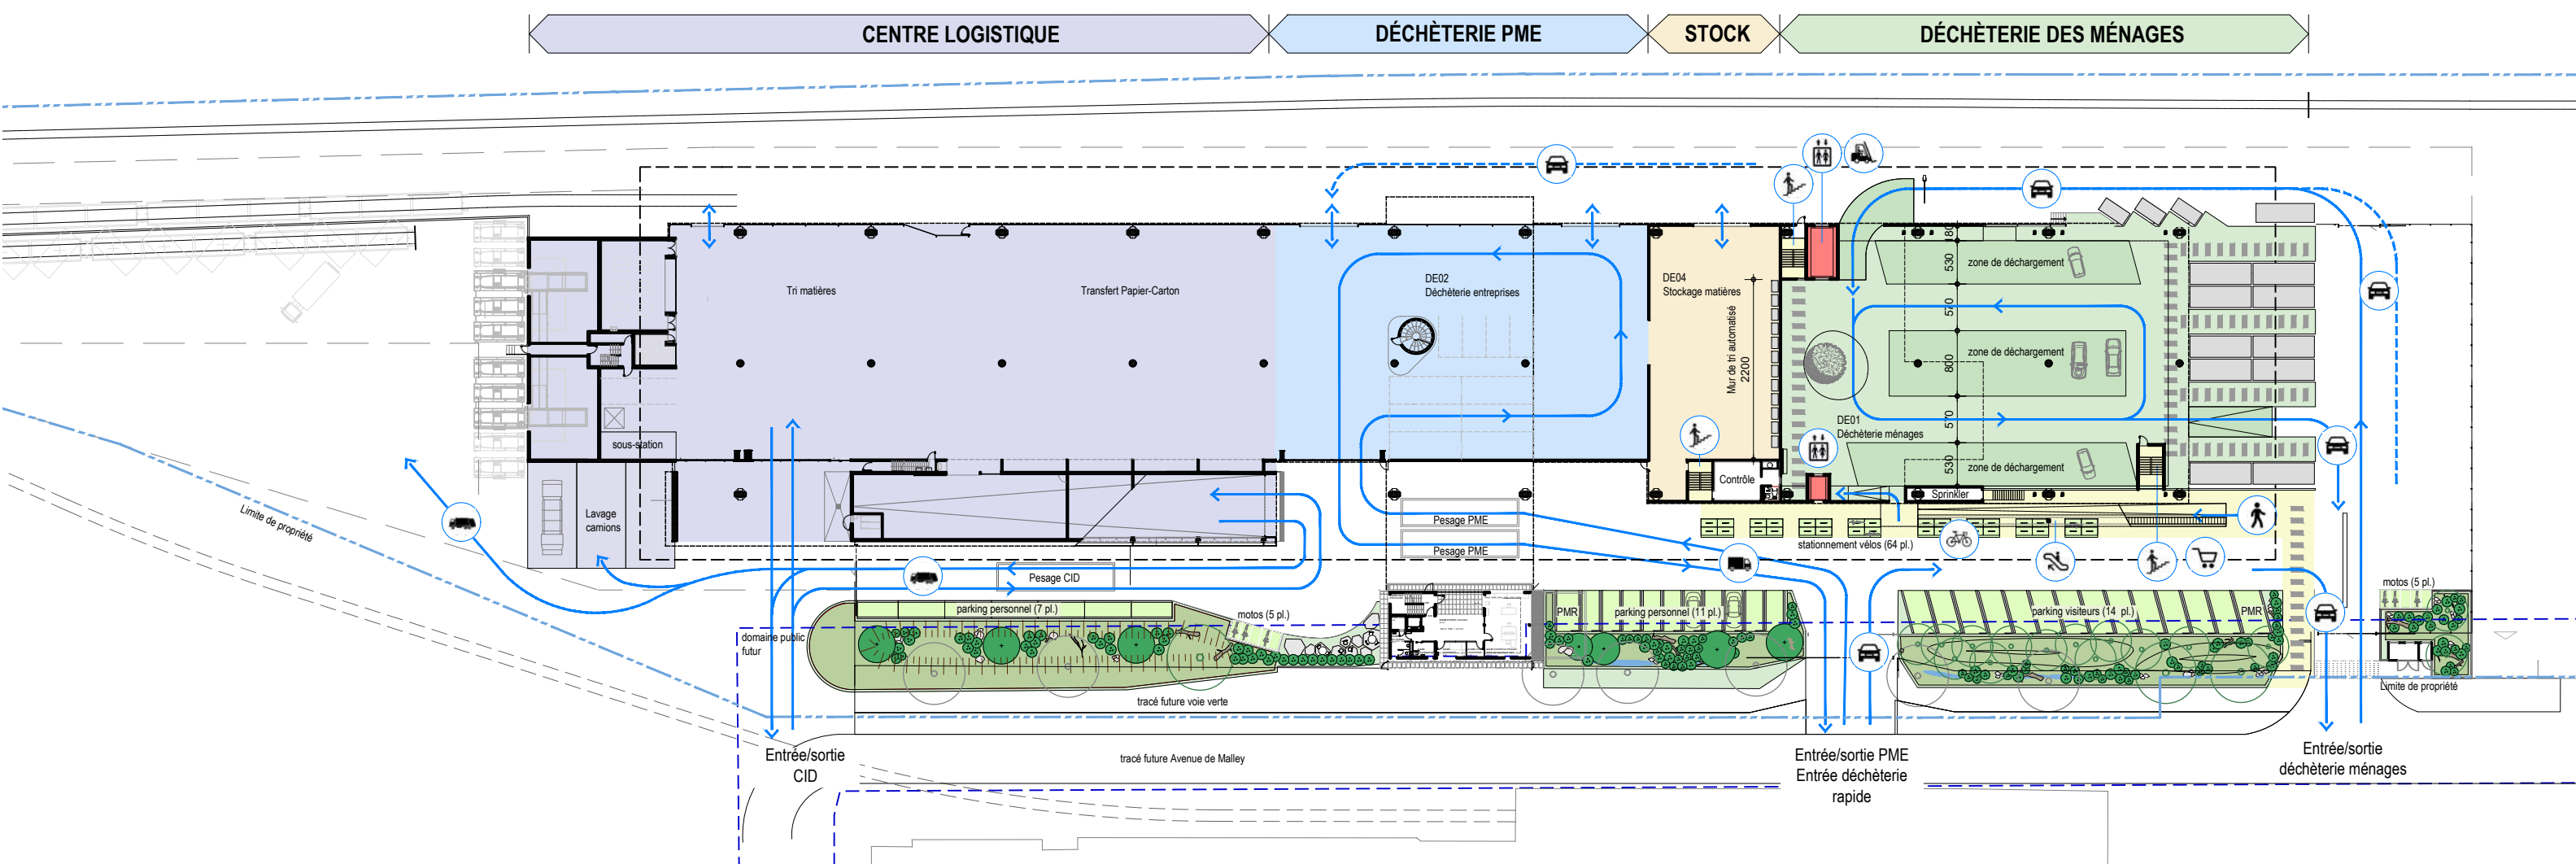 CENTRE LOGISTIQUE
DÉCHÈTERIE PME
STOCK
DÉCHÈTERIE DES MÉNAGES
Tri matières
Transfert Papier-Carton
DE02
Déchèterie entreprises
DE04
Stockage matières
Mur de tri automatisé
2200
180
530
570
800
570
530
zone de déchargement
zone de déchargement
zone de déchargement
DE01
Déchèterie ménages
sous-station
Contrôle
Sprinkler
Lavage
camions
Limite de propriété
Pesage PME
Pesage PME
Pesage CID
stationnement vélos (64 pl.)
parking personnel (7 pl.)
motos (5 pl.)
PMR
parking personnel (11 pl.)
parking visiteurs (14 pl.)
PMR
motos (5 pl.)
domaine public
futur
Limite de propriété
tracé future voie verte
tracé future Avenue de Malley
Entrée/sortie
CID
Entrée/sortie PME
Entrée déchèterie
rapide
Entrée/sortie
déchèterie ménages